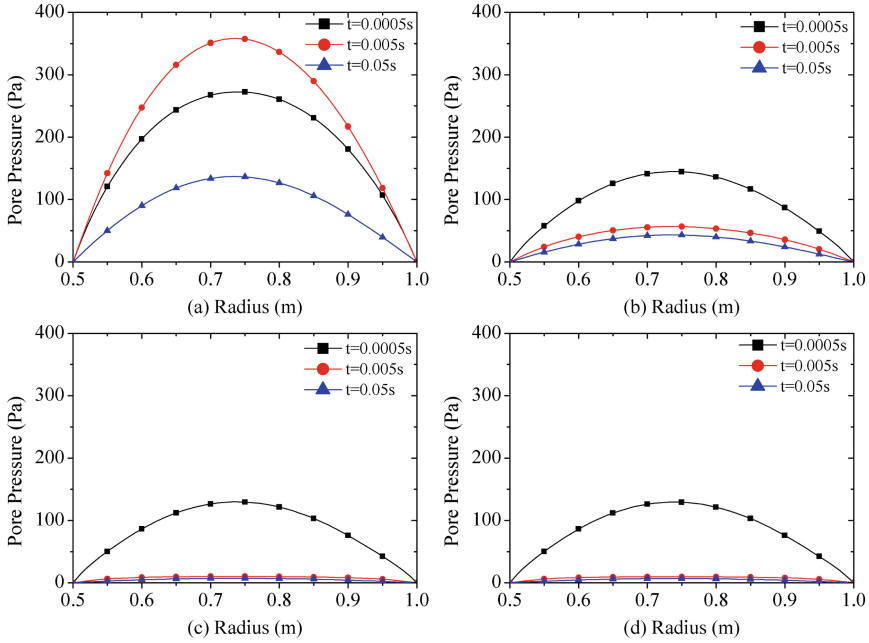 400
300
200
100
0
Pore Pressure (Pa)
t=0.0005s
t=0.005s
t=0.05s
0.5 0.6 0.7 0.8 0.9 1.0
(a) Radius (m)
400
300
200
100
0
Pore Pressure (Pa)
t=0.0005s
t=0.005s
t=0.05s
0.5 0.6 0.7 0.8 0.9 1.0
(b) Radius (m)
400
300
200
100
0
Pore Pressure (Pa)
t=0.0005s
t=0.005s
t=0.05s
0.5 0.6 0.7 0.8 0.9 1.0
(c) Radius (m)
400
300
200
100
0
Pore Pressure (Pa)
t=0.0005s
t=0.005s
t=0.05s
0.5 0.6 0.7 0.8 0.9 1.0
(d) Radius (m)